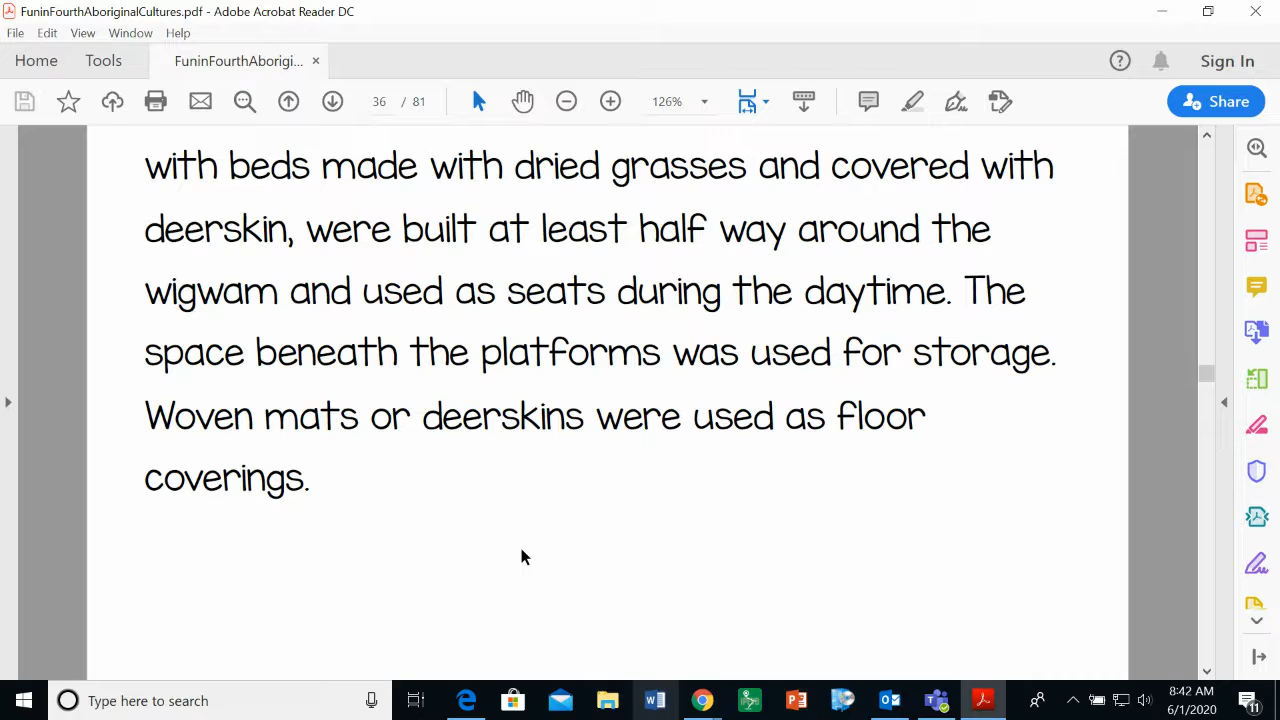 FuninFourthAboriginalCultures.pdf - Adobe Acrobat Reader DC
File Edit View Window Help
Home Tools FuninFourthAborigi... × Sign In
36 / 81 126% Share
with beds made with dried grasses and covered with
deerskin, were built at least half way around the
wigwam and used as seats during the daytime. The
space beneath the platforms was used for storage.
Woven mats or deerskins were used as floor
coverings.
Type here to search
8:42 AM
6/1/2020
11